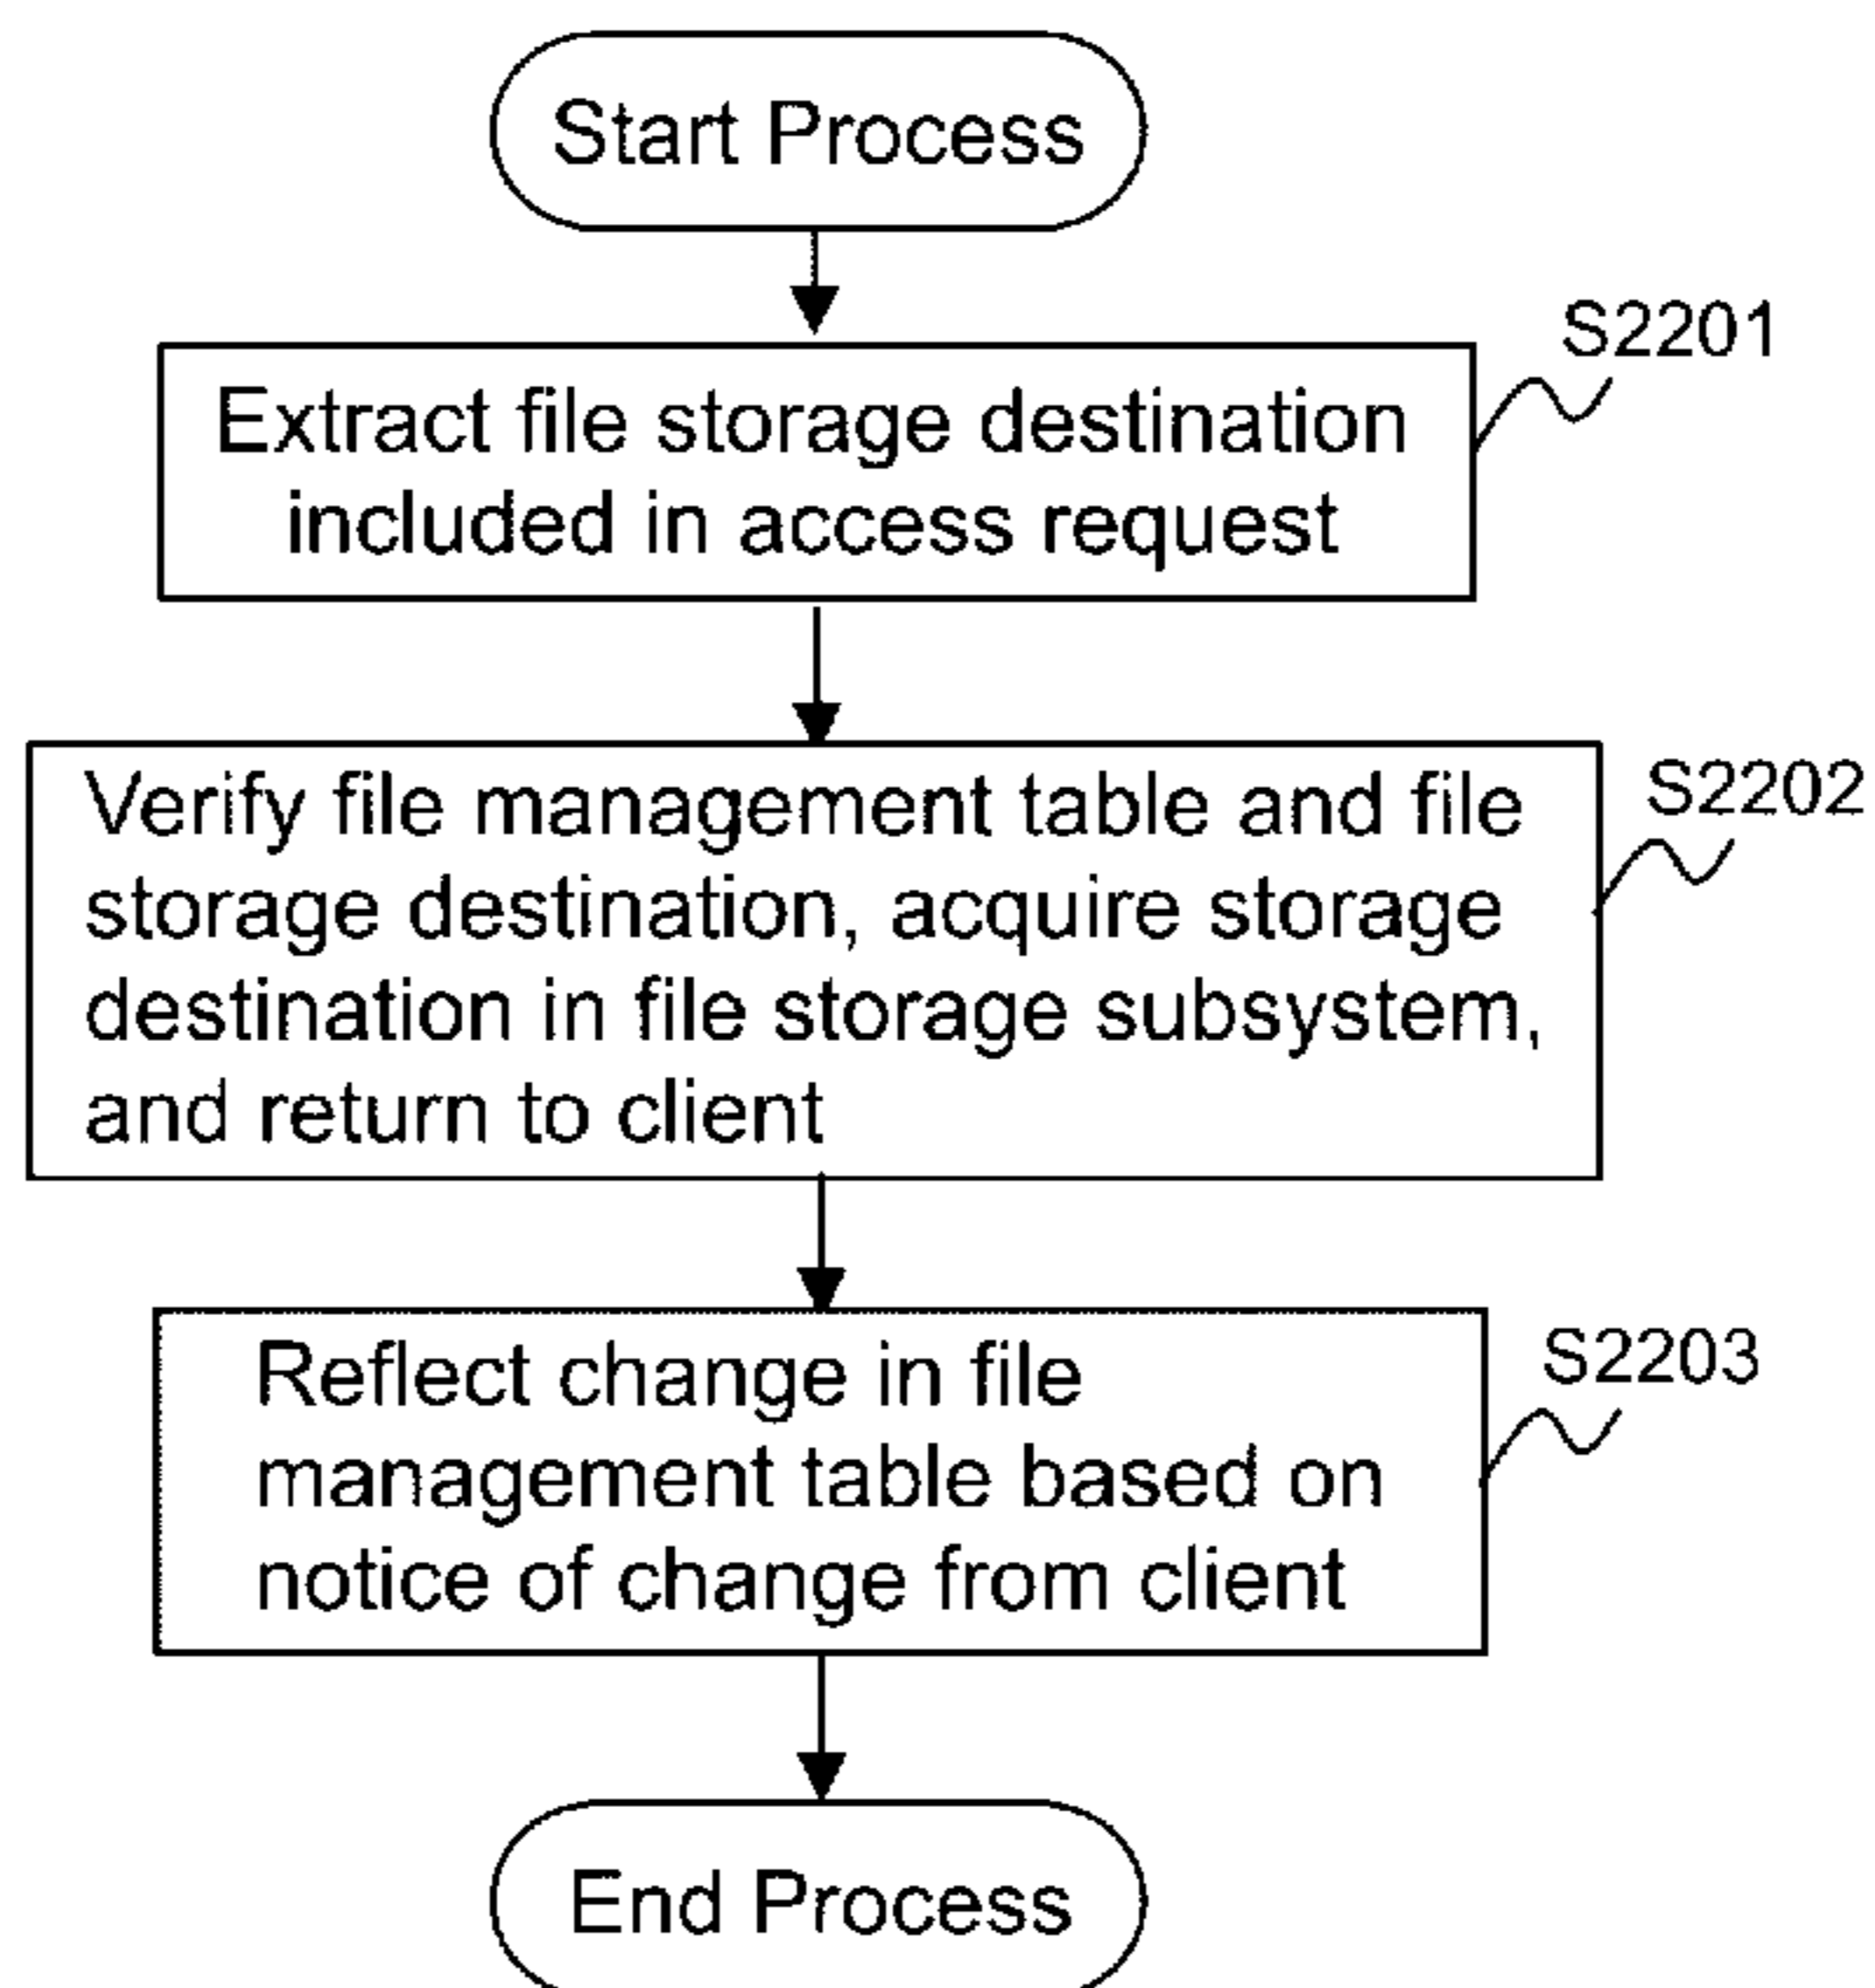 Start Process
S2201
Extract file storage destination
included in access request
S2202
Verify file management table and file
storage destination, acquire storage
destination in file storage subsystem,
and return to client
S2203
Reflect change in file
management table based on
notice of change from client
End Process